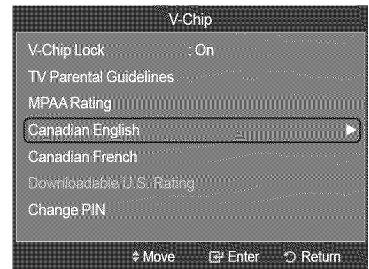 V-Chip
V-Chip Lock : On
TV Parental Guidelines
MPAA Rating
Canadian English
Canadian French
Downloadable U.S. Rating
Change PIN
Move Enter Return